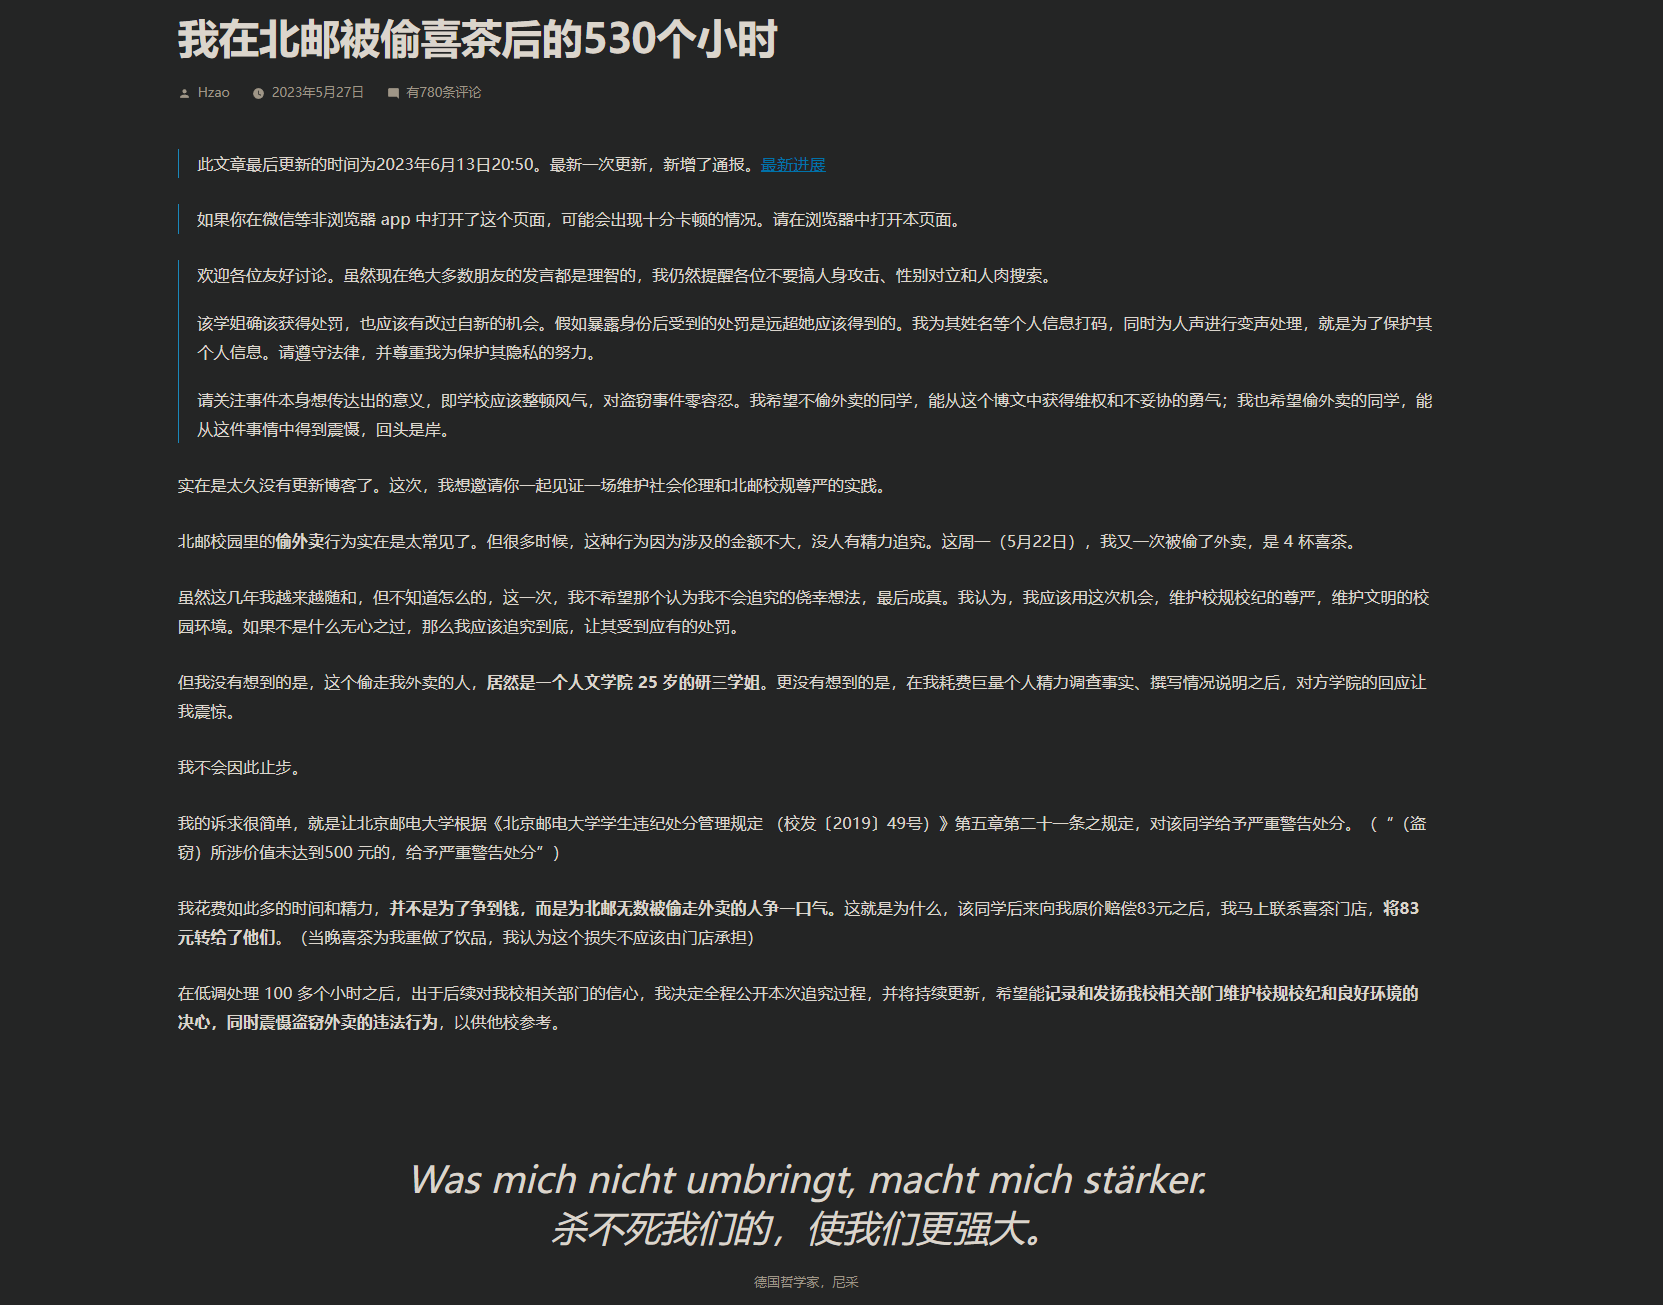 我在北邮被偷喜茶后的530个小时
Hzao 2023年5月27日 有780条评论
此文章最后更新的时间为2023年6月13日20:50。最新一次更新，新增了通报。最新进展
如果你在微信等非浏览器 app 中打开了这个页面，可能会出现十分卡顿的情况。请在浏览器中打开本页面。
欢迎各位友好讨论。虽然现在绝大多数朋友的发言都是理智的，我仍然提醒各位不要搞人身攻击、性别对立和人肉搜索。
该学姐确该获得处罚，也应该有改过自新的机会。假如暴露身份后受到的处罚是远超她应该得到的。我为其姓名等个人信息打码，同时为人声进行变声处理，就是为了保护其
个人信息。请遵守法律，并尊重我为保护其隐私的努力。
请关注事件本身想传达出的意义，即学校应该整顿风气，对盗窃事件零容忍。我希望不偷外卖的同学，能从这个博文中获得维权和不妥协的勇气；我也希望偷外卖的同学，能
从这件事情中得到震慑，回头是岸。
实在是太久没有更新博客了。这次，我想邀请你一起见证一场维护社会伦理和北邮校规尊严的实践。
北邮校园里的偷外卖行为实在是太常见了。但很多时候，这种行为因为涉及的金额不大，没人有精力追究。这周一（5月22日），我又一次被偷了外卖，是 4 杯喜茶。
虽然这几年我越来越随和，但不知道怎么的，这一次，我不希望那个认为我不会追究的侥幸想法，最后成真。我认为，我应该用这次机会，维护校规校纪的尊严，维护文明的校
园环境。如果不是什么无心之过，那么我应该追究到底，让其受到应有的处罚。
但我没有想到的是，这个偷走我外卖的人，居然是一个人文学院 25 岁的研三学姐。更没有想到的是，在我耗费巨量个人精力调查事实、撰写情况说明之后，对方学院的回应让
我震惊。
我不会因此止步。
我的诉求很简单，就是让北京邮电大学根据《北京邮电大学学生违纪处分管理规定 （校发〔2019〕49号）》第五章第二十一条之规定，对该同学给予严重警告处分。（“（盗
窃）所涉价值未达到500 元的，给予严重警告处分”）
我花费如此多的时间和精力，并不是为了争到钱，而是为北邮无数被偷走外卖的人争一口气。这就是为什么，该同学后来向我原价赔偿83元之后，我马上联系喜茶门店，将83
元转给了他们。（当晚喜茶为我重做了饮品，我认为这个损失不应该由门店承担）
在低调处理 100 多个小时之后，出于后续对我校相关部门的信心，我决定全程公开本次追究过程，并将持续更新，希望能记录和发扬我校相关部门维护校规校纪和良好环境的
决心，同时震慑盗窃外卖的违法行为，以供他校参考。
Was mich nicht umbringt, macht mich stärker.
杀不死我们的，使我们更强大。
德国哲学家，尼采